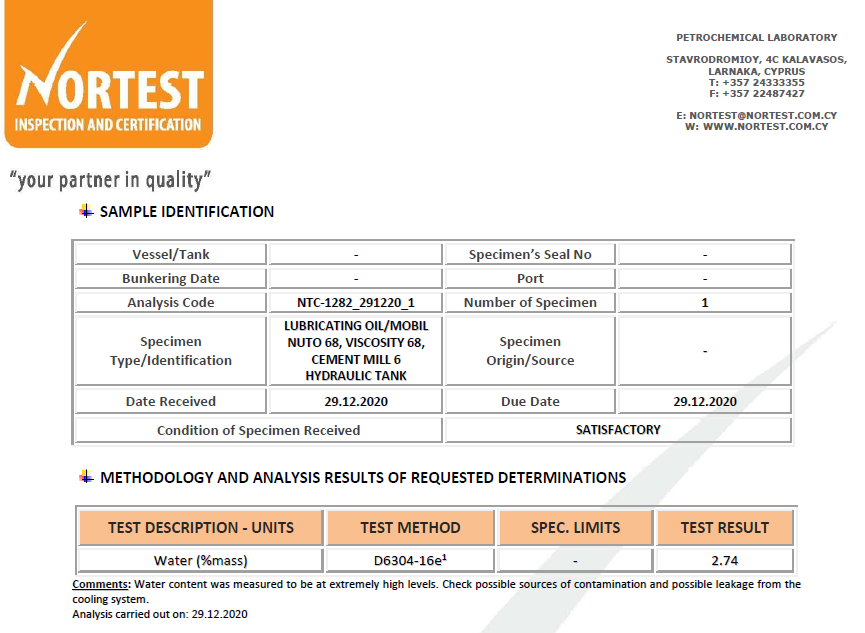 NORTEST
INSPECTION AND CERTIFICATION
"your partner in quality"
PETROCHEMICAL LABORATORY
STAVRODROMIOY, 4C KALAVASOS,
LARNAKA, CYPRUS
T: +357 24333355
F: +357 22487427
E: NORTEST@NORTEST.COM.CY
W: WWW.NORTEST.COM.CY
SAMPLE IDENTIFICATION
Vessel/Tank - Specimen's Seal No -
Bunkering Date - Port -
Analysis Code NTC-1282_291220_1 Number of Specimen 1
Specimen
Type/Identification
LUBRICATING OIL/MOBIL
NUTO 68, VISCOSITY 68,
CEMENT MILL 6
HYDRAULIC TANK
Specimen
Origin/Source
-
Date Received 29.12.2020 Due Date 29.12.2020
Condition of Specimen Received SATISFACTORY
METHODOLOGY AND ANALYSIS RESULTS OF REQUESTED DETERMINATIONS
TEST DESCRIPTION - UNITS TEST METHOD SPEC. LIMITS TEST RESULT
Water (%mass) D6304-16e¹ - 2.74
Comments: Water content was measured to be at extremely high levels. Check possible sources of contamination and possible leakage from the
cooling system.
Analysis carried out on: 29.12.2020